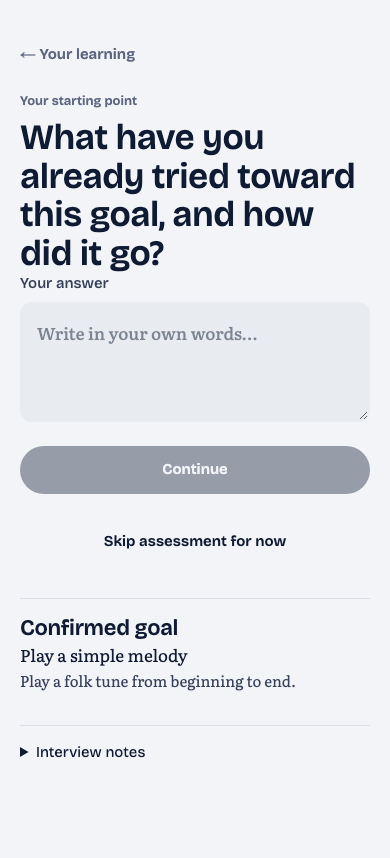 ← Your learning
Your starting point
What have you
already tried toward
this goal, and how
did it go?
Your answer
Write in your own words...
Continue
Skip assessment for now
Confirmed goal
Play a simple melody
Play a folk tune from beginning to end.
▶ Interview notes